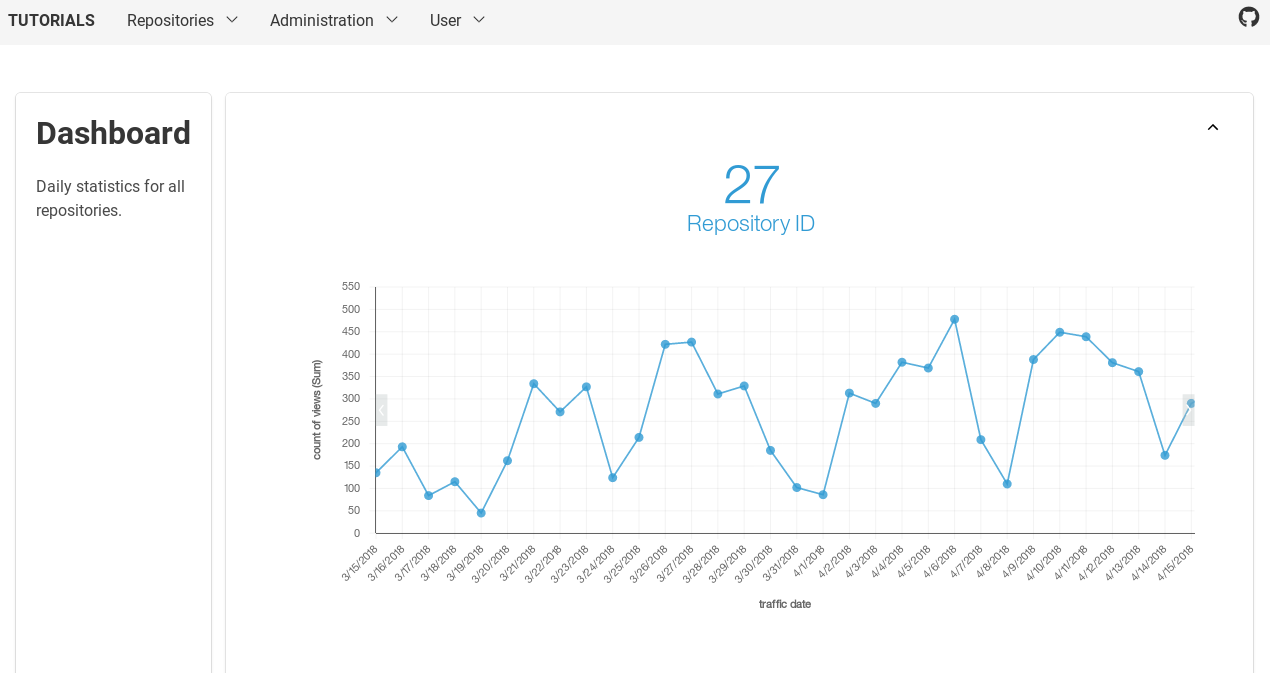 TUTORIALS Repositories Administration User
Dashboard
Daily statistics for all
repositories.
27
Repository ID
550
500
450
400
350
300
250
200
150
100
50
0
count of views (Sum)
3/15/2018 3/16/2018 3/17/2018 3/18/2018 3/19/2018 3/20/2018 3/21/2018 3/22/2018 3/23/2018 3/24/2018 3/25/2018 3/26/2018 3/27/2018 3/28/2018 3/29/2018 3/30/2018 3/31/2018 4/1/2018 4/2/2018 4/3/2018 4/4/2018 4/5/2018 4/6/2018 4/7/2018 4/8/2018 4/9/2018 4/10/2018 4/11/2018 4/12/2018 4/13/2018 4/14/2018 4/15/2018
traffic date